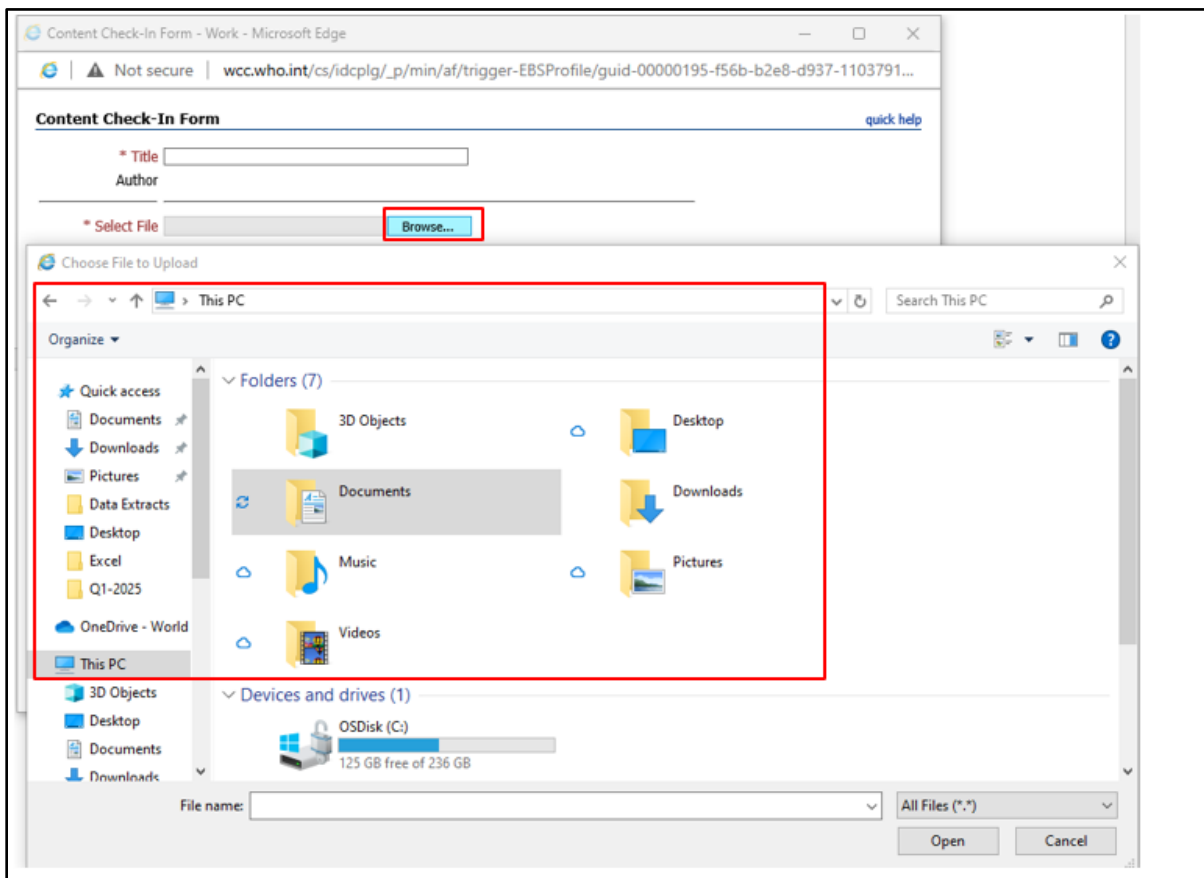 Content Check-In Form - Work - Microsoft Edge
Not secure | wcc.who.int/cs/idcplg/_p/min/af/trigger-EBSProfile/guid-00000195-f56b-b2e8-d937-1103791...
Content Check-In Form quick help
* Title
Author
* Select File Browse...
Choose File to Upload
This PC Search This PC
Organize
Quick access
Documents
Downloads
Pictures
Data Extracts
Desktop
Excel
Q1-2025
OneDrive - World
This PC
3D Objects
Desktop
Documents
Downloads
Folders (7)
3D Objects
Desktop
Documents
Downloads
Music
Pictures
Videos
Devices and drives (1)
OSDisk (C:)
125 GB free of 236 GB
File name: All Files (*.*)
Open Cancel